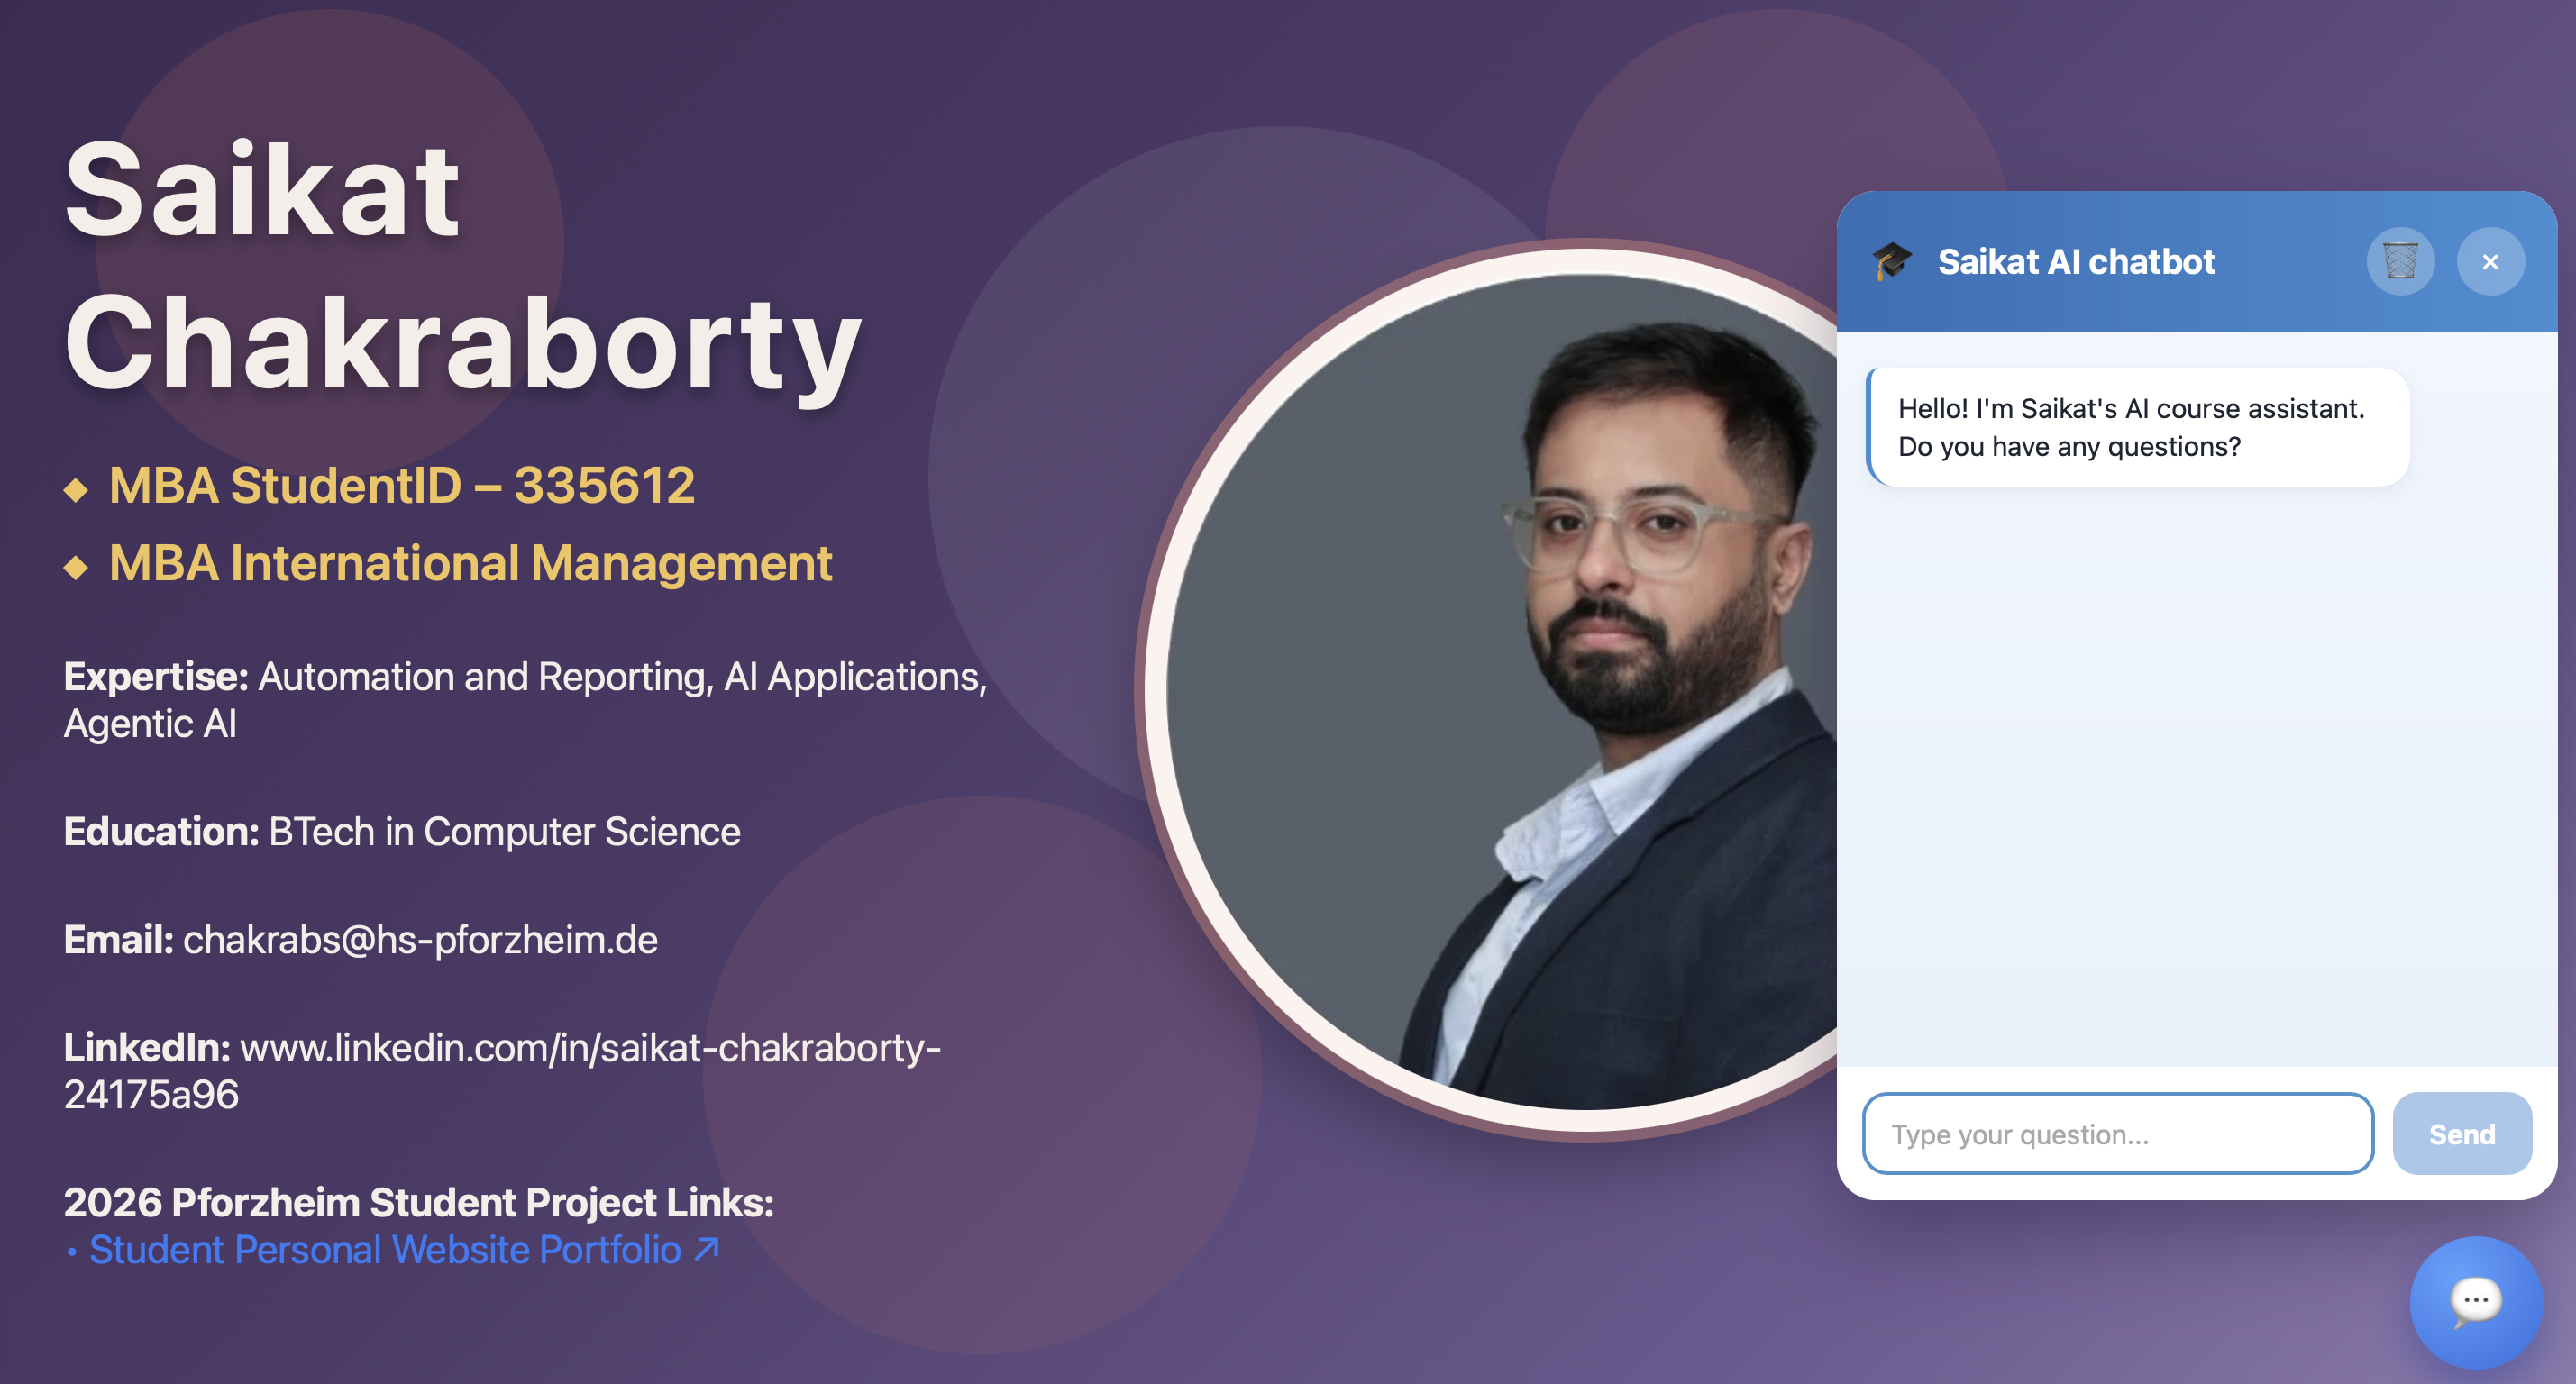 Saikat
Chakraborty
◆ MBA StudentID – 335612
◆ MBA International Management
Expertise: Automation and Reporting, AI Applications,
Agentic AI
Education: BTech in Computer Science
Email: chakrabs@hs-pforzheim.de
LinkedIn: www.linkedin.com/in/saikat-chakraborty-
24175a96
2026 Pforzheim Student Project Links:
• Student Personal Website Portfolio ↗
Saikat AI chatbot
×
Hello! I'm Saikat's AI course assistant.
Do you have any questions?
Type your question...
Send